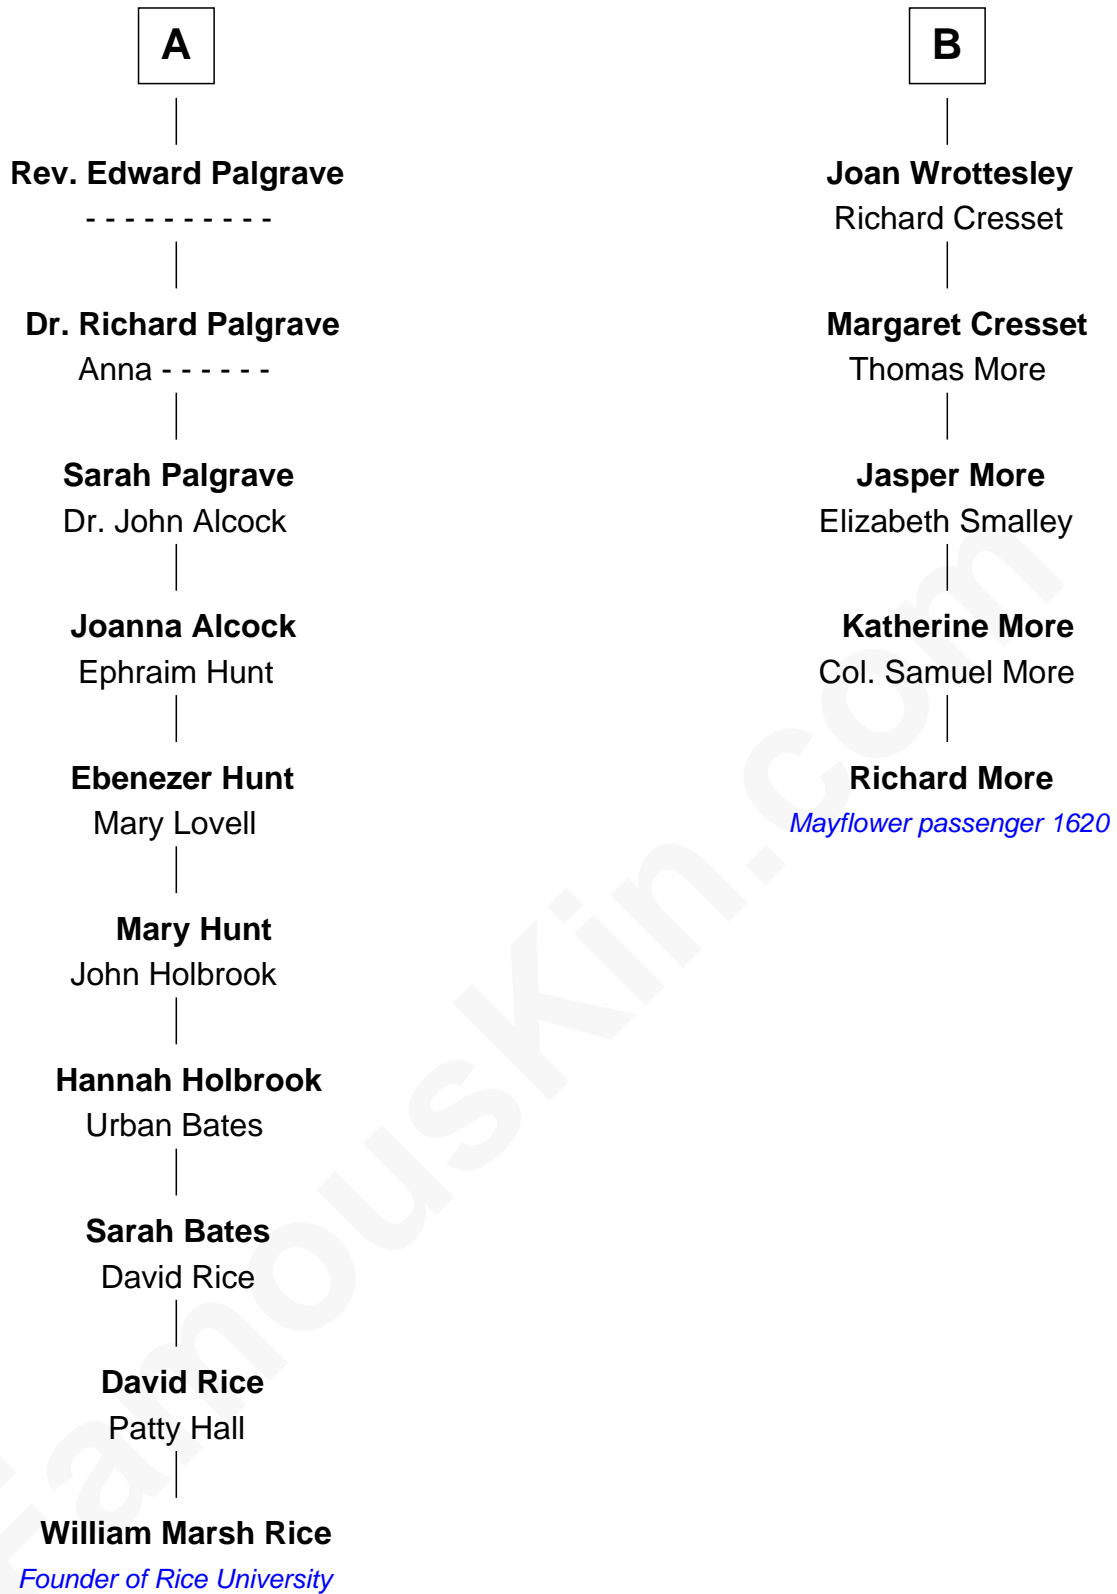 A
Rev. Edward Palgrave
- - - - - - - - - -
Dr. Richard Palgrave
Anna - - - - - -
Sarah Palgrave
Dr. John Alcock
Joanna Alcock
Ephraim Hunt
Ebenezer Hunt
Mary Lovell
Mary Hunt
John Holbrook
Hannah Holbrook
Urban Bates
Sarah Bates
David Rice
David Rice
Patty Hall
William Marsh Rice
Founder of Rice University
B
Joan Wrottesley
Richard Cresset
Margaret Cresset
Thomas More
Jasper More
Elizabeth Smalley
Katherine More
Col. Samuel More
Richard More
Mayflower passenger 1620
FamousKin.com